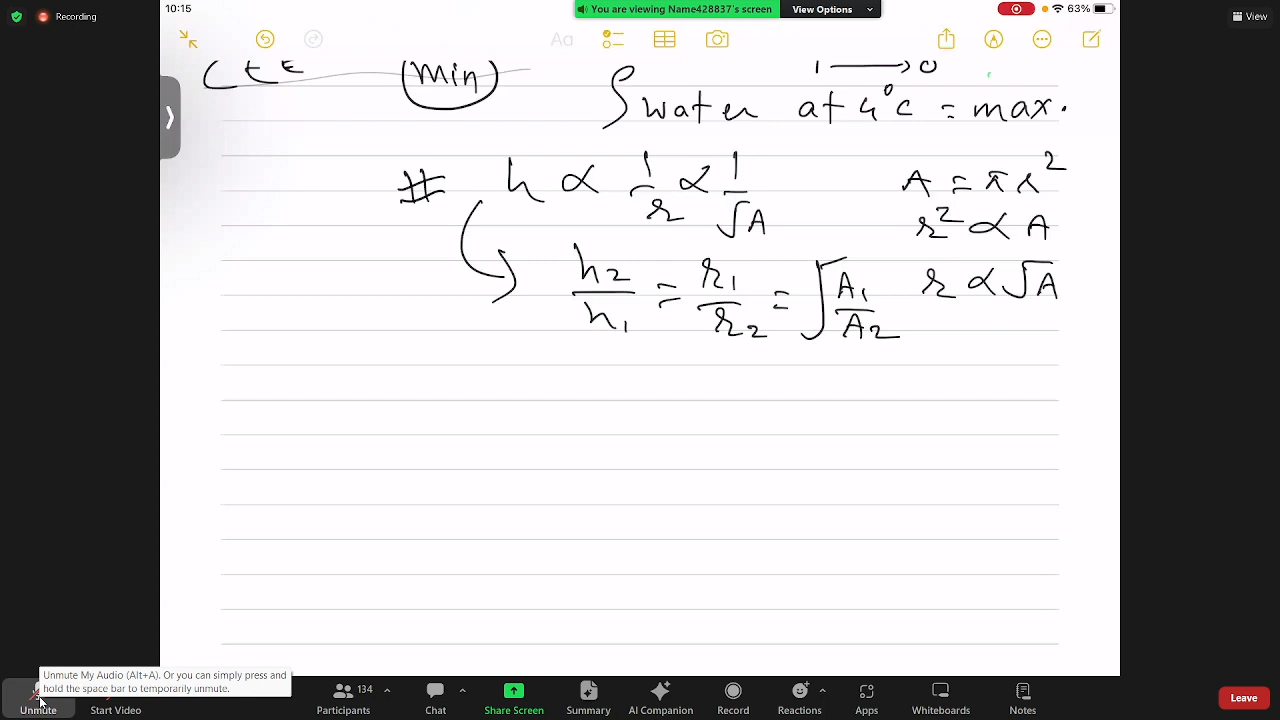 10:15
You are viewing Name428837's screen
View Options
63%
Recording
View
Aa
min
1 → 0
ρ water at 4°C = max.
# h ∝ 1/r ∝ 1/√A
A = πr²
r² ∝ A
h₂/h₁ = r₁/r₂ = √(A₁/A₂)
r ∝ √A
Unmute My Audio (Alt+A). Or you can simply press and
hold the space bar to temporarily unmute.
Unmute
Start Video
134
Participants
Chat
Share Screen
Summary
AI Companion
Record
Reactions
Apps
Whiteboards
Notes
Leave